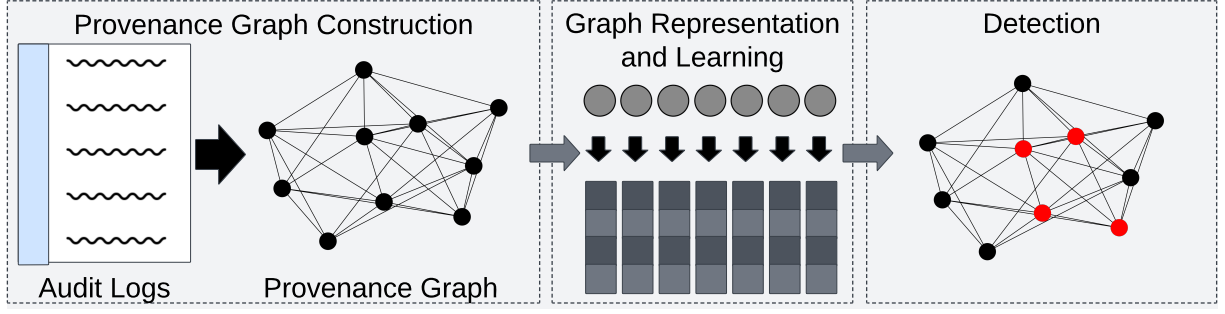 Provenance Graph Construction
Audit Logs
Provenance Graph
Graph Representation
and Learning
Detection